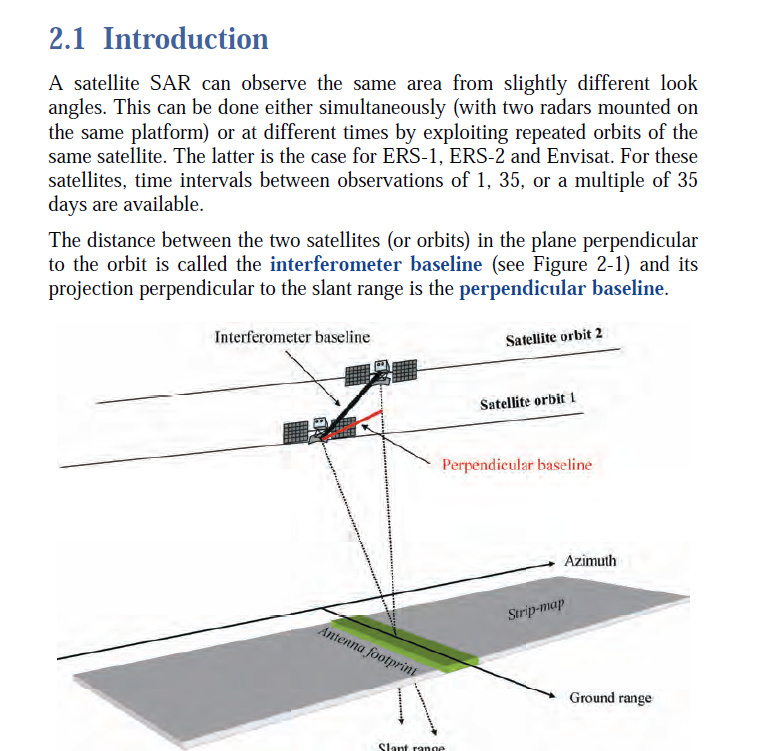 2.1 Introduction
A satellite SAR can observe the same area from slightly different look
angles. This can be done either simultaneously (with two radars mounted on
the same platform) or at different times by exploiting repeated orbits of the
same satellite. The latter is the case for ERS-1, ERS-2 and Envisat. For these
satellites, time intervals between observations of 1, 35, or a multiple of 35
days are available.
The distance between the two satellites (or orbits) in the plane perpendicular
to the orbit is called the interferometer baseline (see Figure 2-1) and its
projection perpendicular to the slant range is the perpendicular baseline.
Interferometer baseline
Satellite orbit 2
Satellite orbit 1
Perpendicular baseline
Azimuth
Strip-map
Antenna footprint
Ground range
Slant range